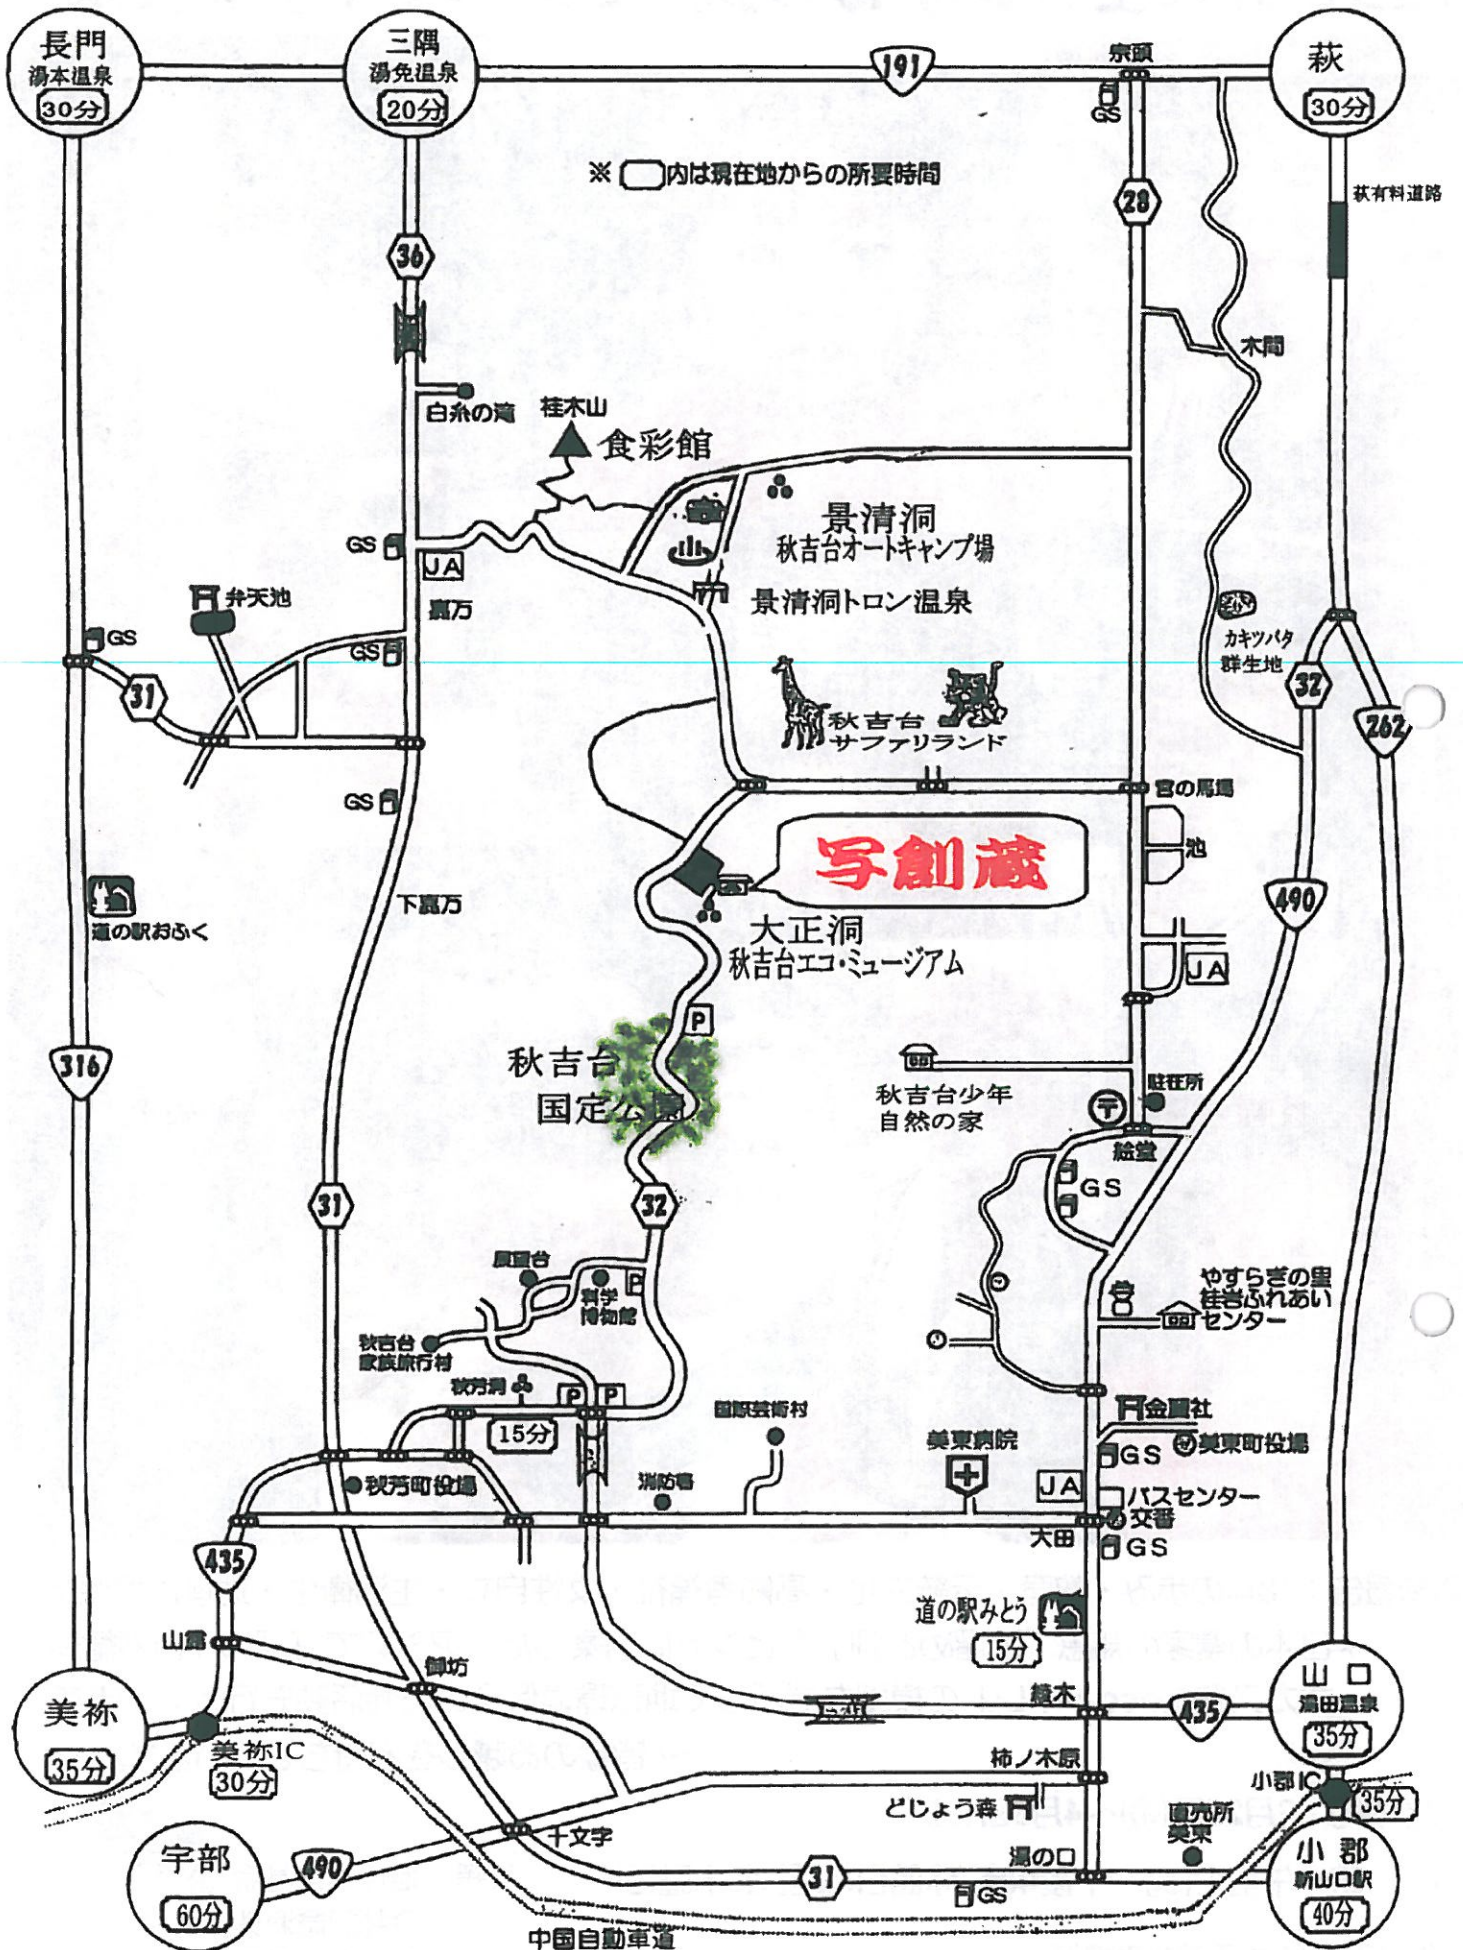 長門
湯本温泉
30分
三隅
湯免温泉
20分
191
宗頭
GS
萩
30分
※ 内は現在地からの所要時間
28
萩有料道路
36
木間
白糸の滝
桂木山
食彩館
景清洞
秋吉台オートキャンプ場
GS
JA
嘉万
景清洞トロン温泉
弁天池
GS
GS
31
カキツバタ
群生地
32
262
秋吉台
サファリランド
GS
宮の馬場
写創蔵
池
490
下嘉万
道の駅おふく
大正洞
秋吉台エコ・ミュージアム
JA
P
316
秋吉台
国定公園
秋吉台少年
自然の家
駐在所
〒
絵堂
GS
31
32
展望台
科学
博物館
P
やすらぎの里
桂岩ふれあい
センター
秋吉台
家族旅行村
秋芳洞
P
P
15分
国際芸術村
金麗社
美東町役場
GS
美東病院
JA
秋芳町役場
消防署
バスセンター
交番
大田
GS
435
道の駅みとう
15分
御坊
山口
湯田温泉
35分
435
美祢
35分
美祢IC
30分
柿ノ木原
小郡IC
35分
どじょう森
直売所
美東
十文字
宇部
60分
490
湯の口
31
GS
小郡
新山口駅
40分
中国自動車道